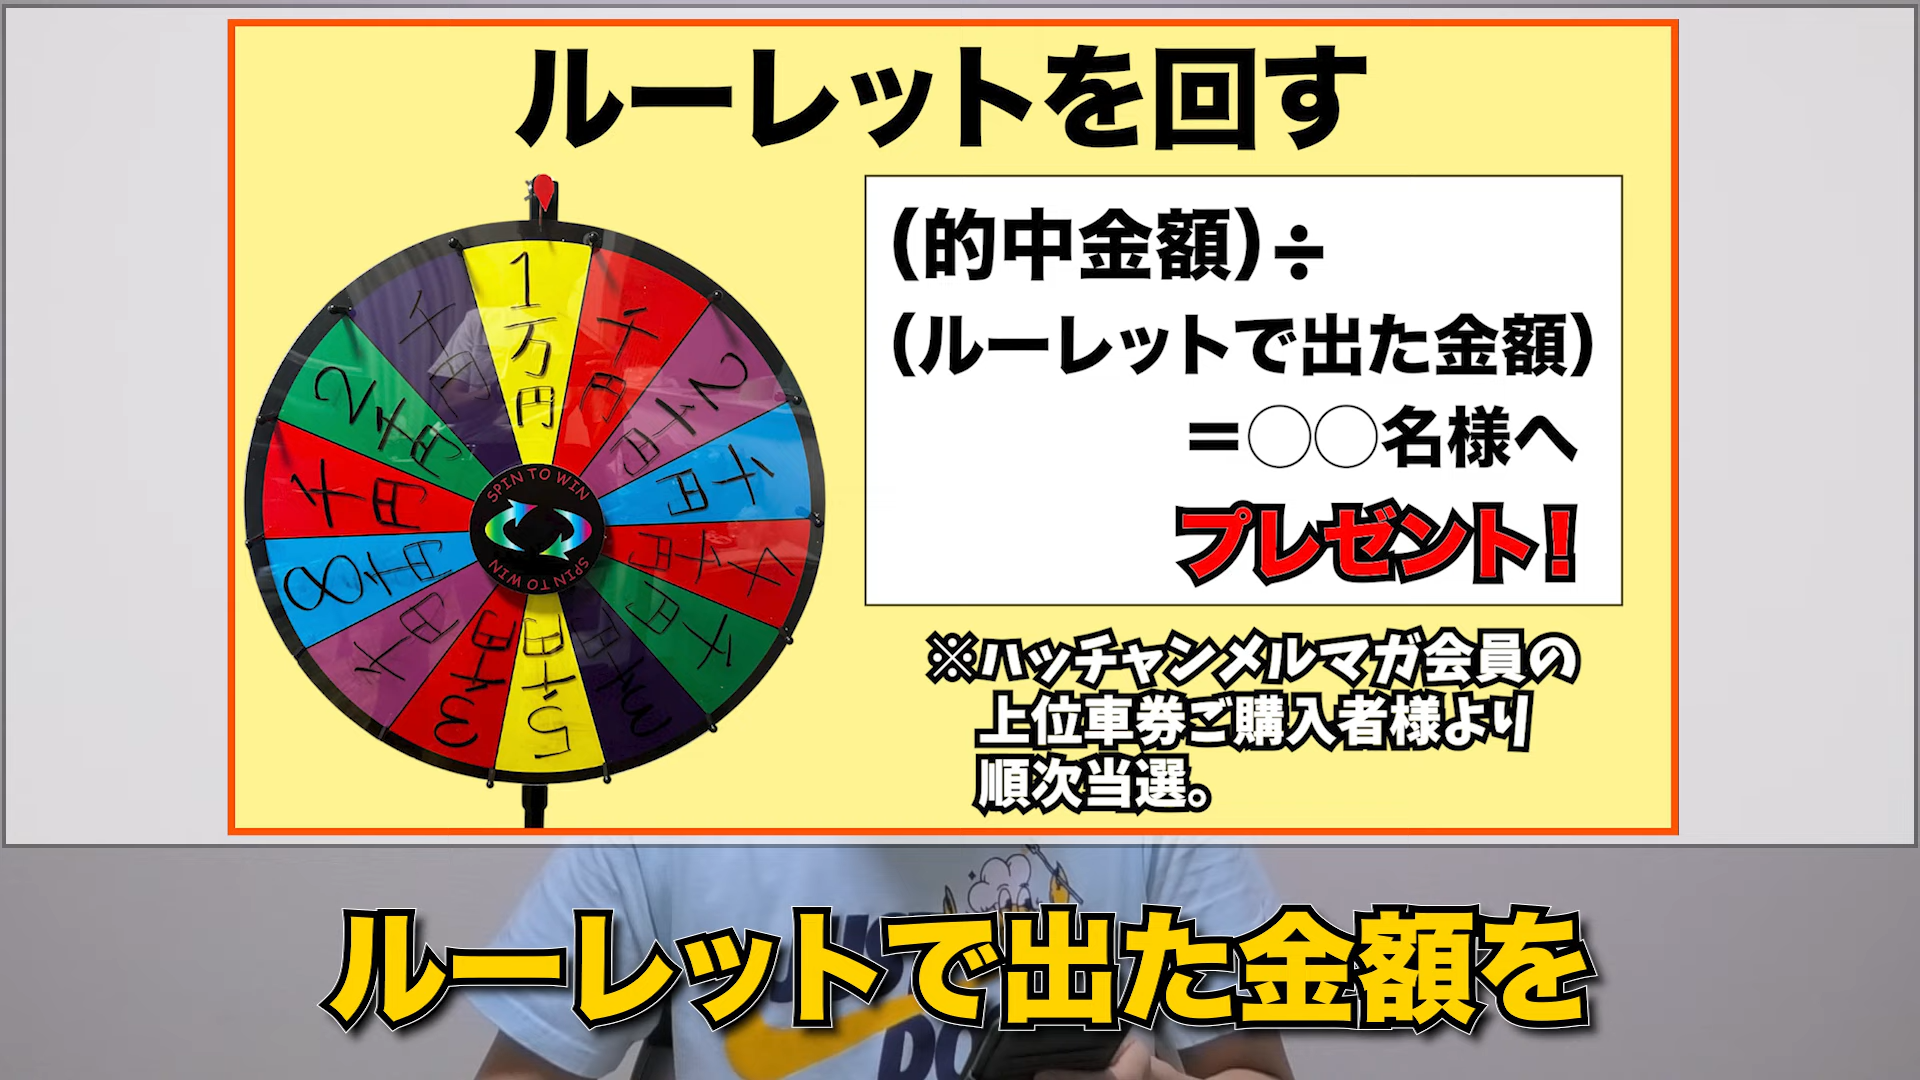 ルーレットを回す
(的中金額)÷
(ルーレットで出た金額)
=○○名様へ
プレゼント!
※ハッチャンメルマガ会員の
上位車券ご購入者様より
順次当選。
1万円
千円
2千円
千円
4千円
千円
3千円
5千円
3千円
千円
8千円
千円
2千円
千円
SPIN TO WIN
SPIN TO WIN
ルーレットで出た金額を